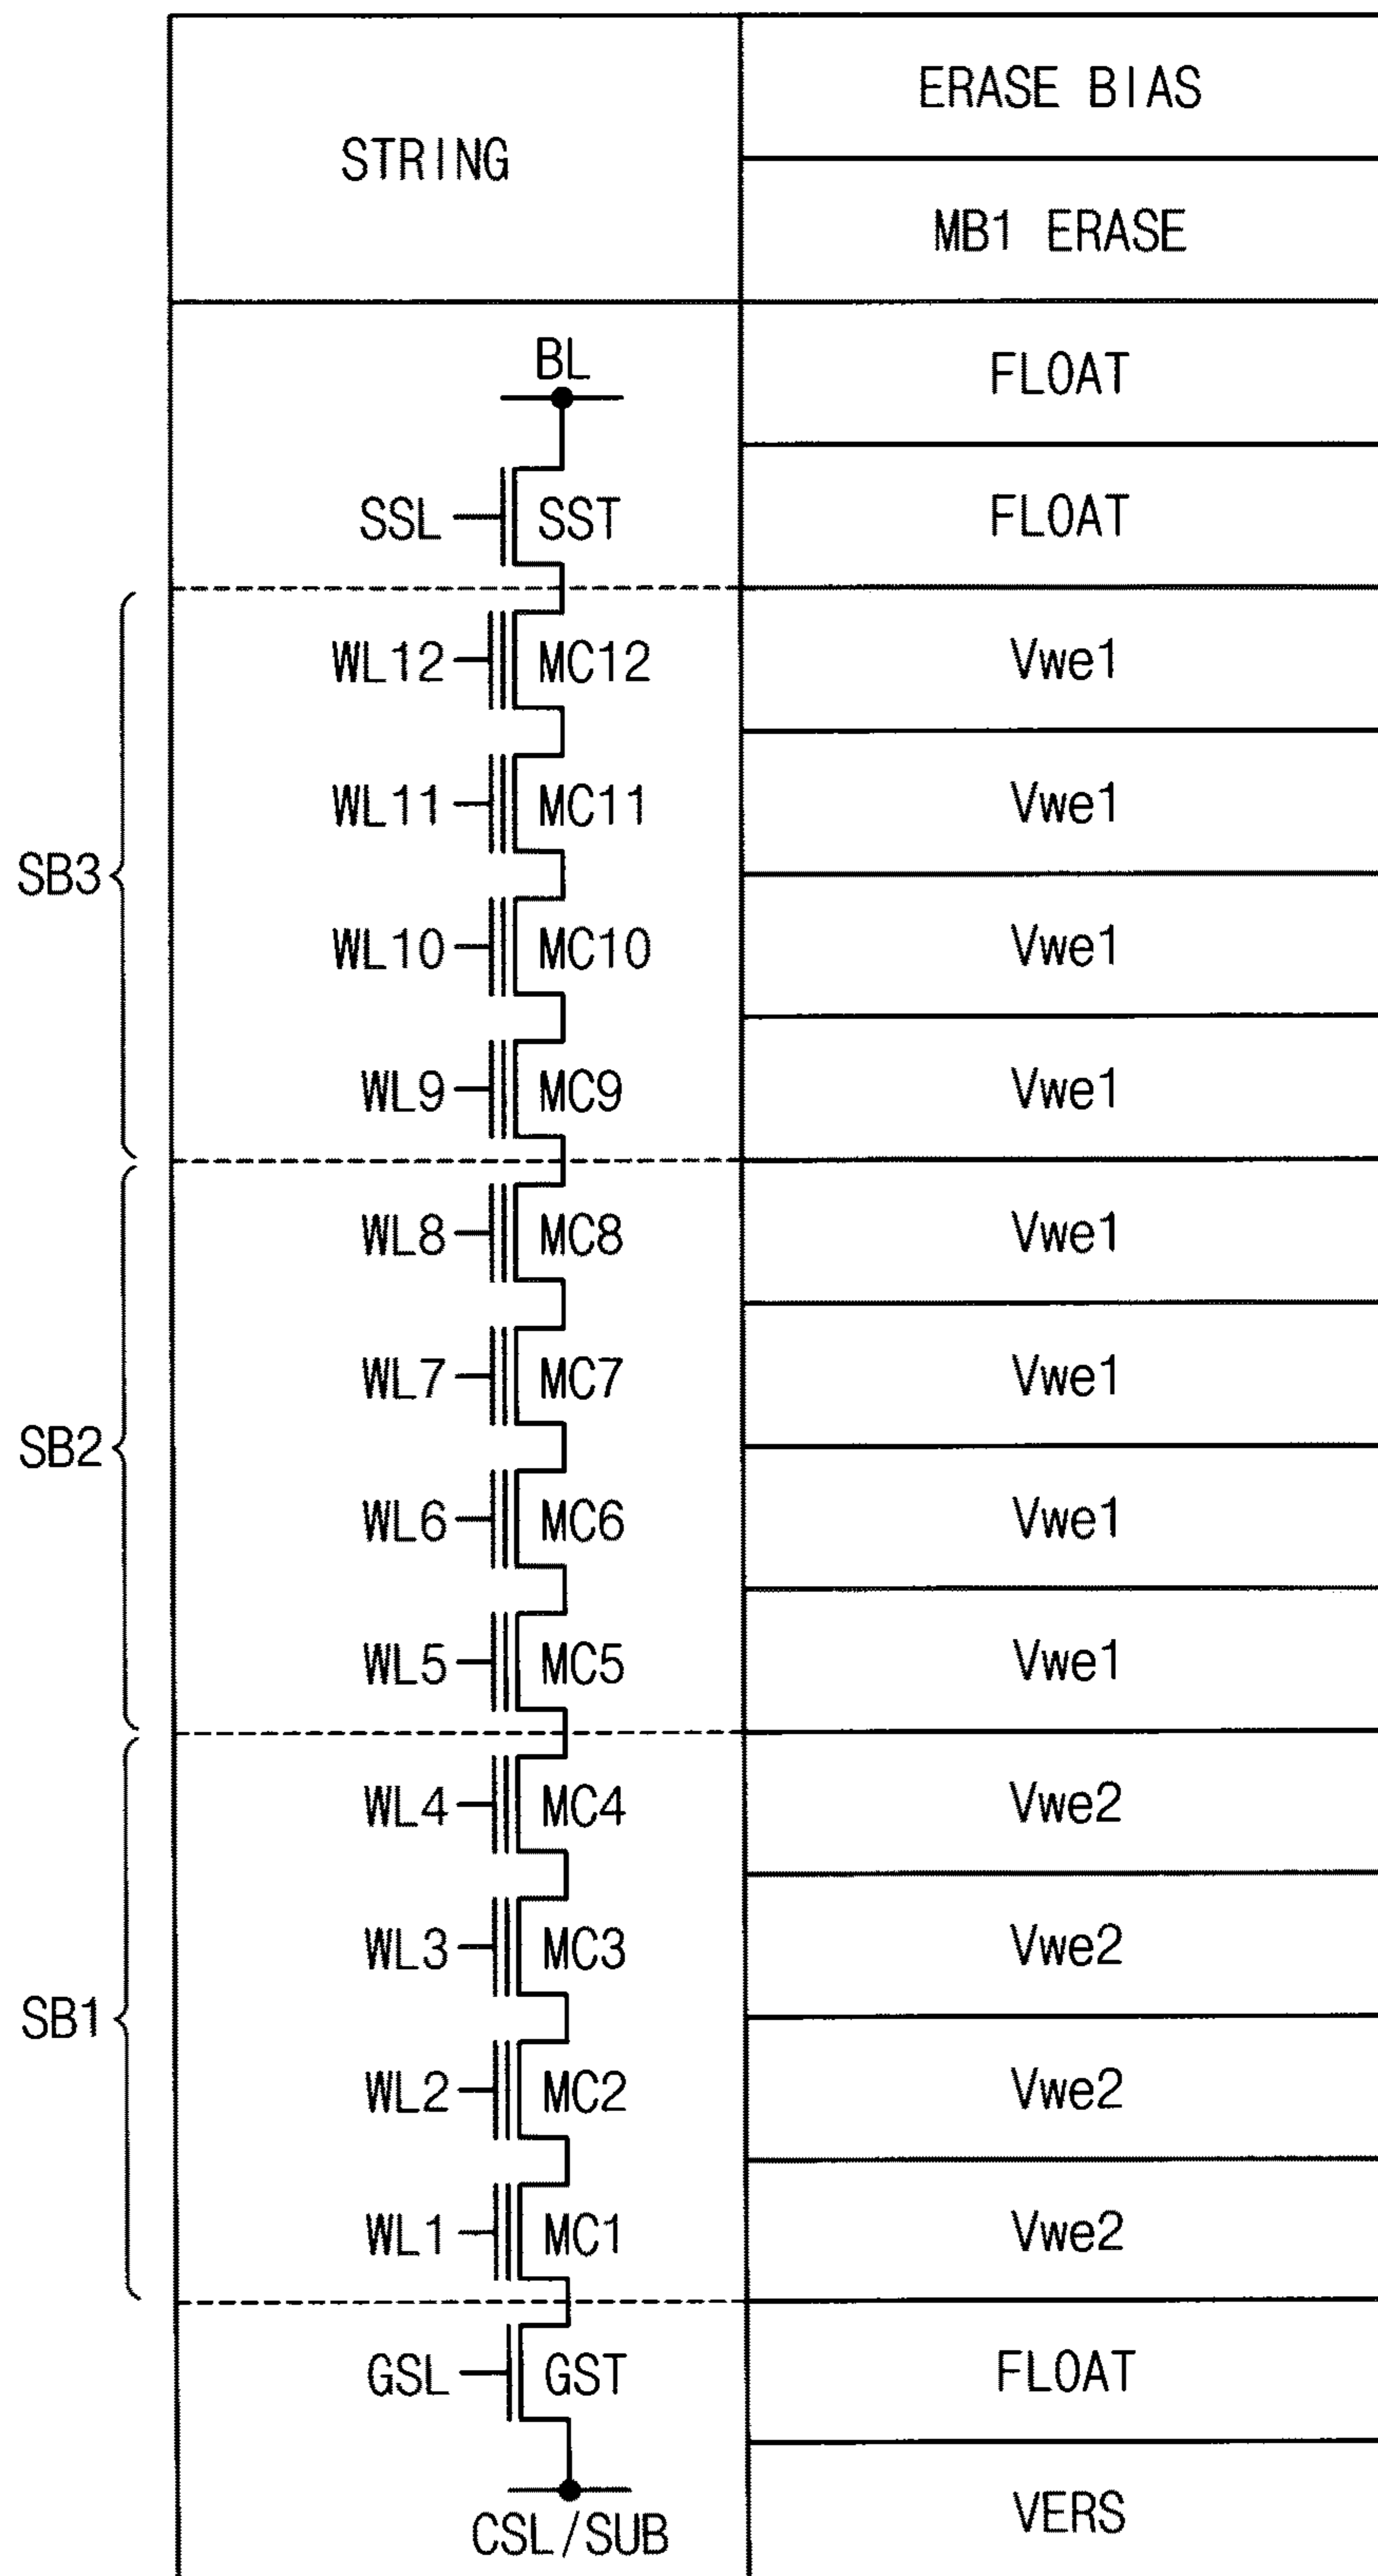 STRING
ERASE BIAS
MB1 ERASE
BL
FLOAT
SSL SST FLOAT
SB3
WL12 MC12 Vwe1
WL11 MC11 Vwe1
WL10 MC10 Vwe1
WL9 MC9 Vwe1
SB2
WL8 MC8 Vwe1
WL7 MC7 Vwe1
WL6 MC6 Vwe1
WL5 MC5 Vwe1
SB1
WL4 MC4 Vwe2
WL3 MC3 Vwe2
WL2 MC2 Vwe2
WL1 MC1 Vwe2
GSL GST FLOAT
CSL/SUB VERS